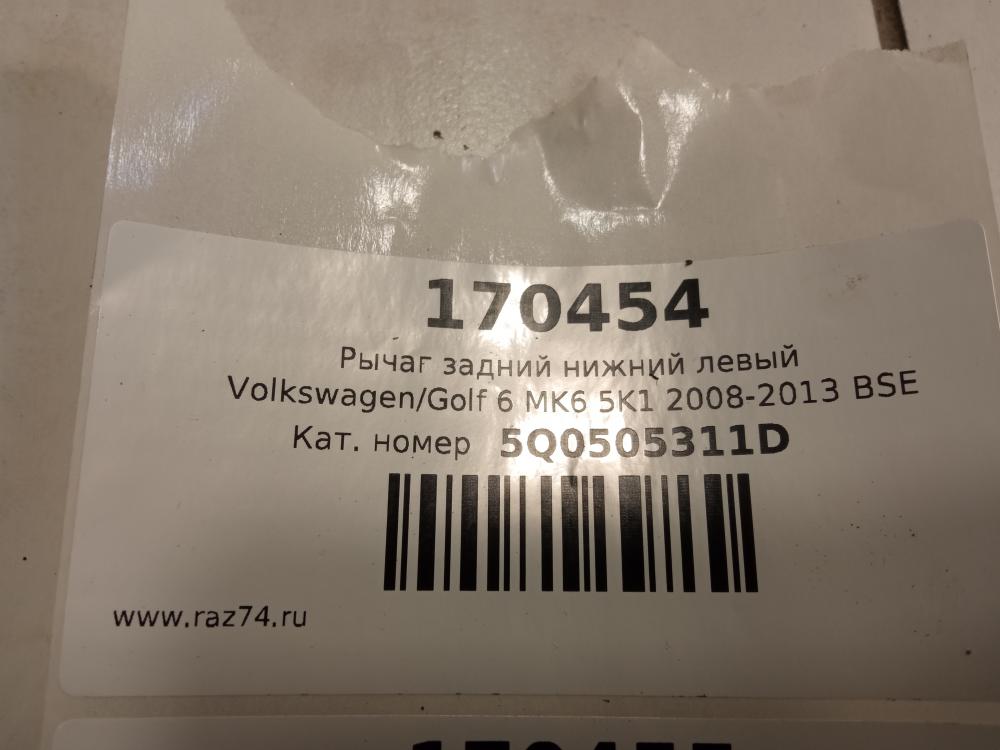 170454
Рычаг задний нижний левый
Volkswagen/Golf 6 MK6 5K1 2008-2013 BSE
Кат. номер 5Q0505311D
www.raz74.ru
170455